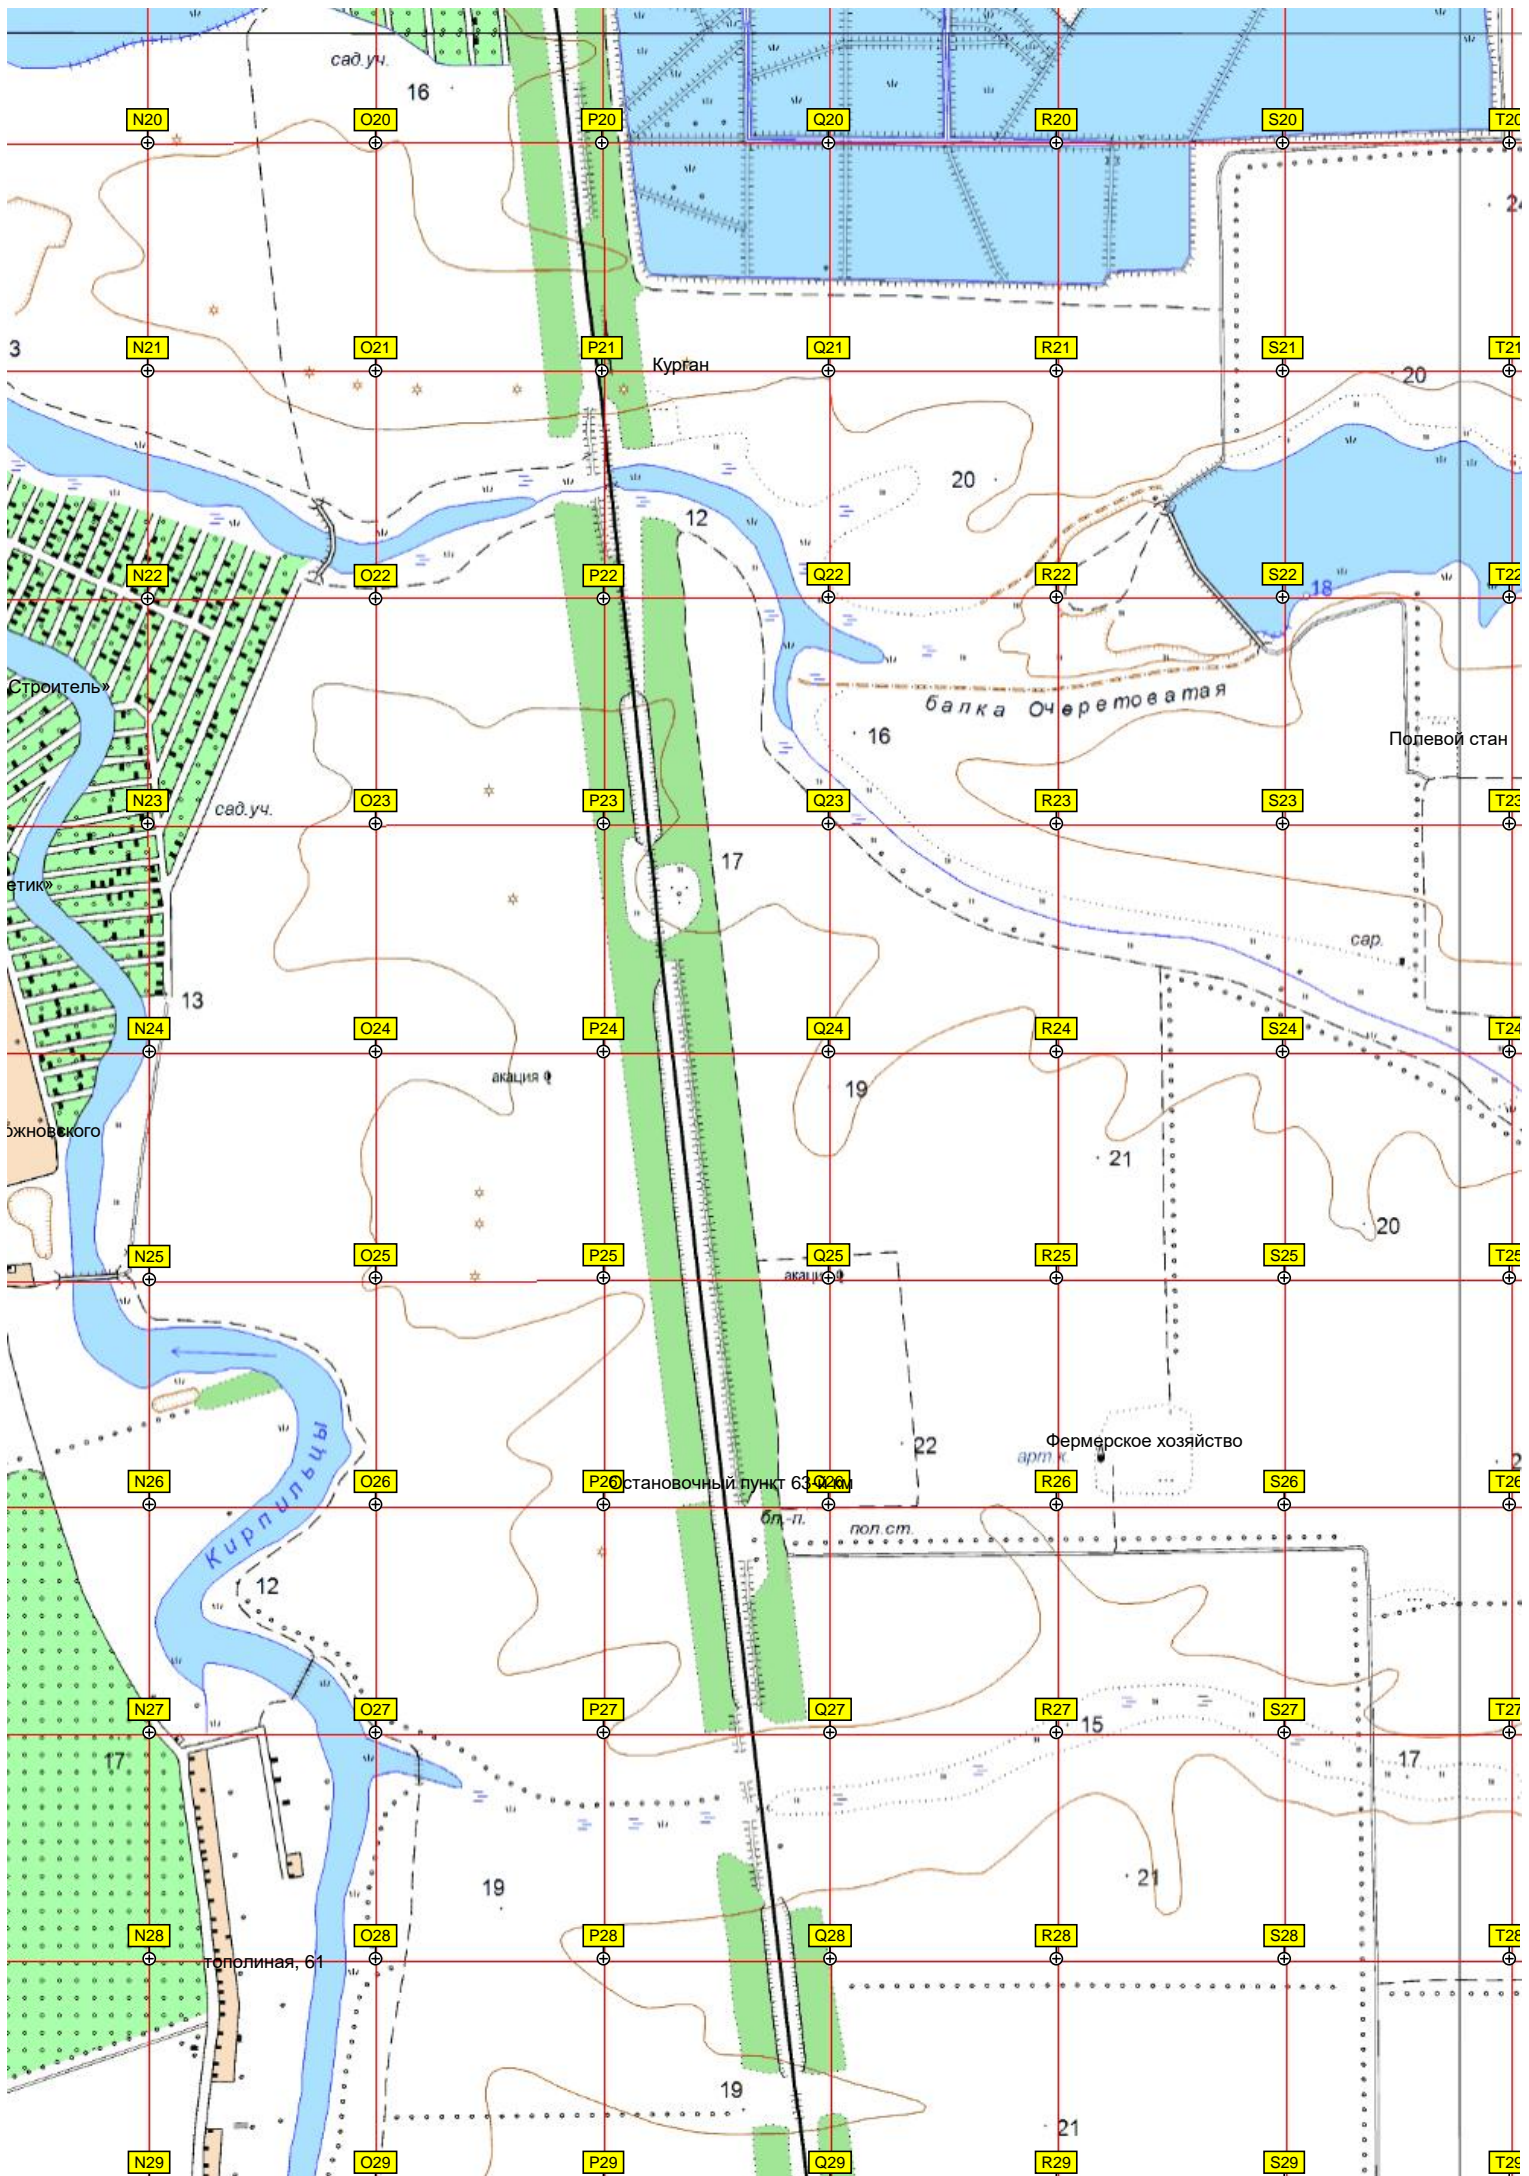 сад.уч.
16
N20 O20 P20 Q20 R20 S20 T20
24
3
N21 O21 P21 Q21 R21 S21 T21
Курган
20
20
12
N22 O22 P22 Q22 R22 S22 T22
18
Строитель»
балка Очеретоватая
16
Полевой стан
N23 O23 P23 Q23 R23 S23 T23
сад.уч.
17
етик»
сар.
13
N24 O24 P24 Q24 R24 S24 T24
акация
19
ожновского
21
20
N25 O25 P25 Q25 R25 S25 T25
акация
Кирпильцы
22
Фермерское хозяйство
арт.к.
N26 O26 P26 Q26 R26 S26 T26
Остановочный пункт 63-й км
бл.-п.
пол.ст.
12
N27 O27 P27 Q27 R27 S27 T27
15
17
17
21
19
N28 O28 P28 Q28 R28 S28 T28
тополиная, 61
19
21
N29 O29 P29 Q29 R29 S29 T29